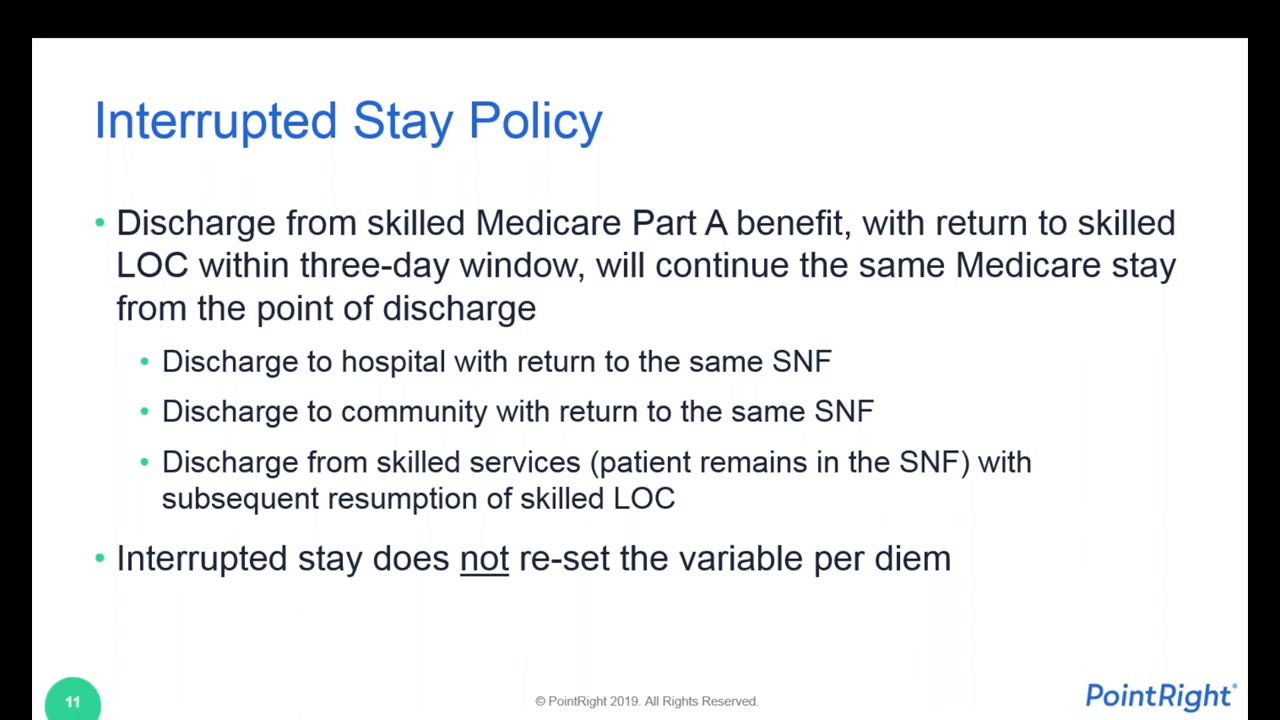 Interrupted Stay Policy
• Discharge from skilled Medicare Part A benefit, with return to skilled
LOC within three-day window, will continue the same Medicare stay
from the point of discharge
• Discharge to hospital with return to the same SNF
• Discharge to community with return to the same SNF
• Discharge from skilled services (patient remains in the SNF) with
subsequent resumption of skilled LOC
• Interrupted stay does not re-set the variable per diem
11
© PointRight 2019. All Rights Reserved.
PointRight®